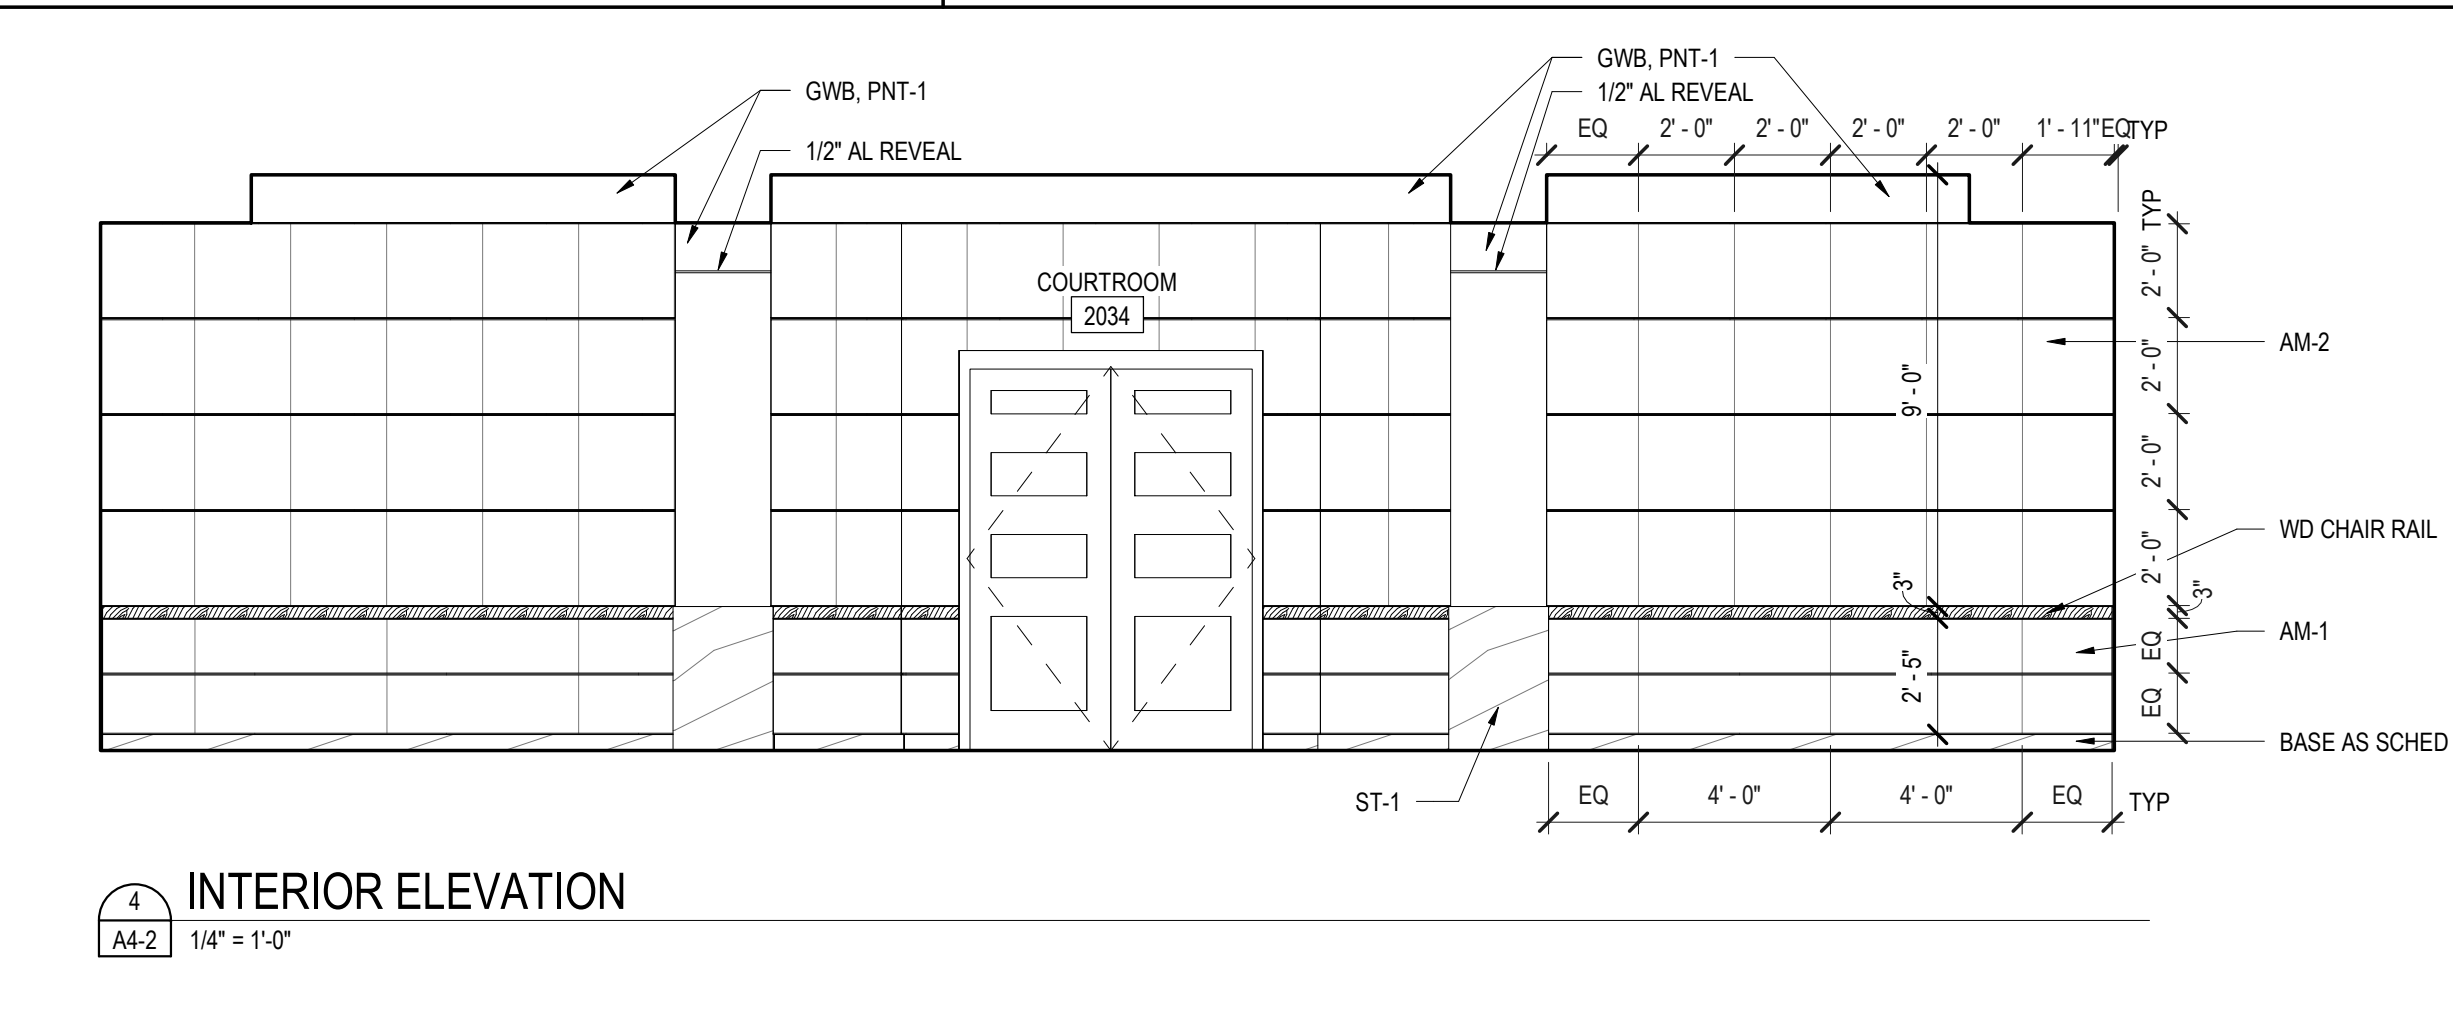 GWB, PNT-1
1/2" AL REVEAL
GWB, PNT-1
1/2" AL REVEAL
EQ 2' - 0" 2' - 0" 2' - 0" 2' - 0" 1' - 11" EQ TYP
TYP
2' - 0"
2' - 0"
2' - 0"
2' - 0"
3"
EQ
EQ
COURTROOM
2034
9' - 0"
3"
2' - 5"
AM-2
WD CHAIR RAIL
AM-1
BASE AS SCHED
ST-1
EQ 4' - 0" 4' - 0" EQ TYP
4
A4-2
INTERIOR ELEVATION
1/4" = 1'-0"